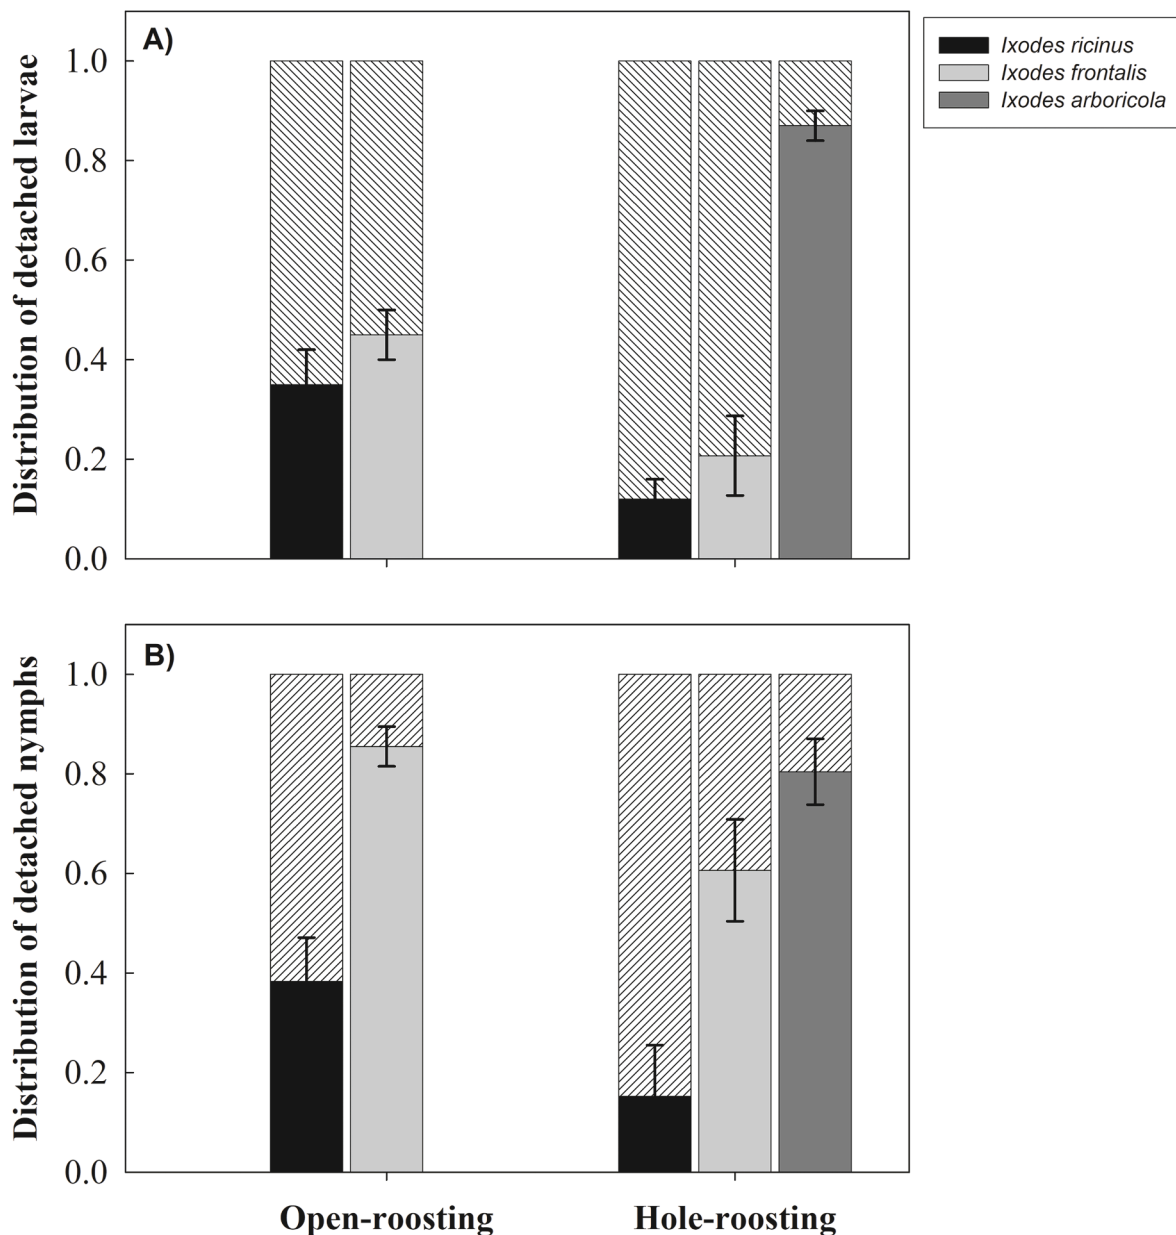 A)
Distribution of detached larvae
1.0
0.8
0.6
0.4
0.2
0.0
Ixodes ricinus
Ixodes frontalis
Ixodes arboricola
B)
Distribution of detached nymphs
1.0
0.8
0.6
0.4
0.2
0.0
Open-roosting
Hole-roosting